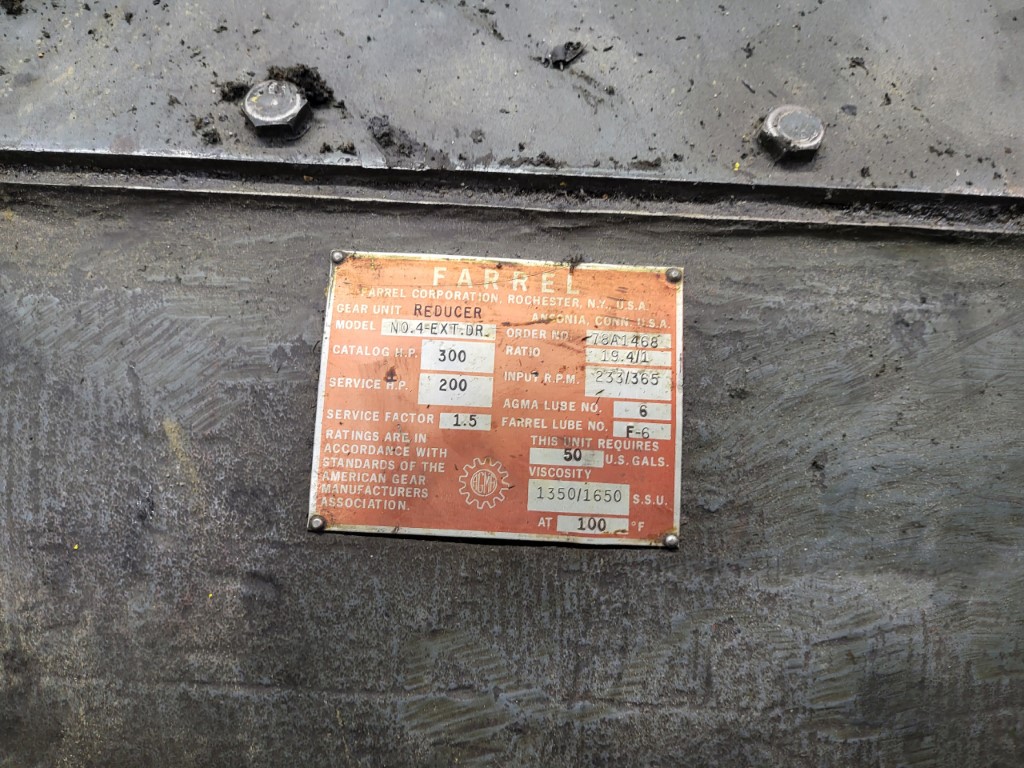 FARREL
FARREL CORPORATION, ROCHESTER, N.Y., U.S.A.
ANSONIA, CONN. U.S.A.
GEAR UNIT REDUCER
MODEL NO.4-EXT.DR. ORDER NO. 78A1468
CATALOG H.P. 300 RATIO 19.4/1
SERVICE H.P. 200 INPUT R.P.M. 233/365
AGMA LUBE NO. 6
SERVICE FACTOR 1.5 FARREL LUBE NO. F-6
RATINGS ARE IN
ACCORDANCE WITH
STANDARDS OF THE
AMERICAN GEAR
MANUFACTURERS
ASSOCIATION.
AGMA
THIS UNIT REQUIRES
50 U.S. GALS.
VISCOSITY
1350/1650 S.S.U.
AT 100 °F